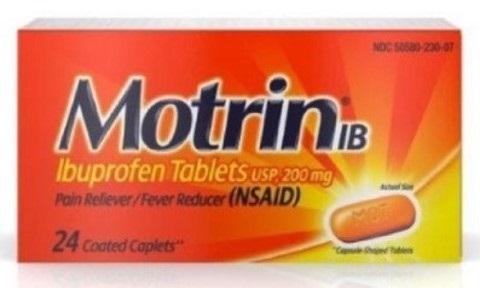 NDC 50580-230-07
Motrin® IB
Ibuprofen Tablets USP, 200 mg
Pain Reliever/Fever Reducer (NSAID)
Actual Size
MOT
24 Coated Caplets**
**Capsule-Shaped Tablets